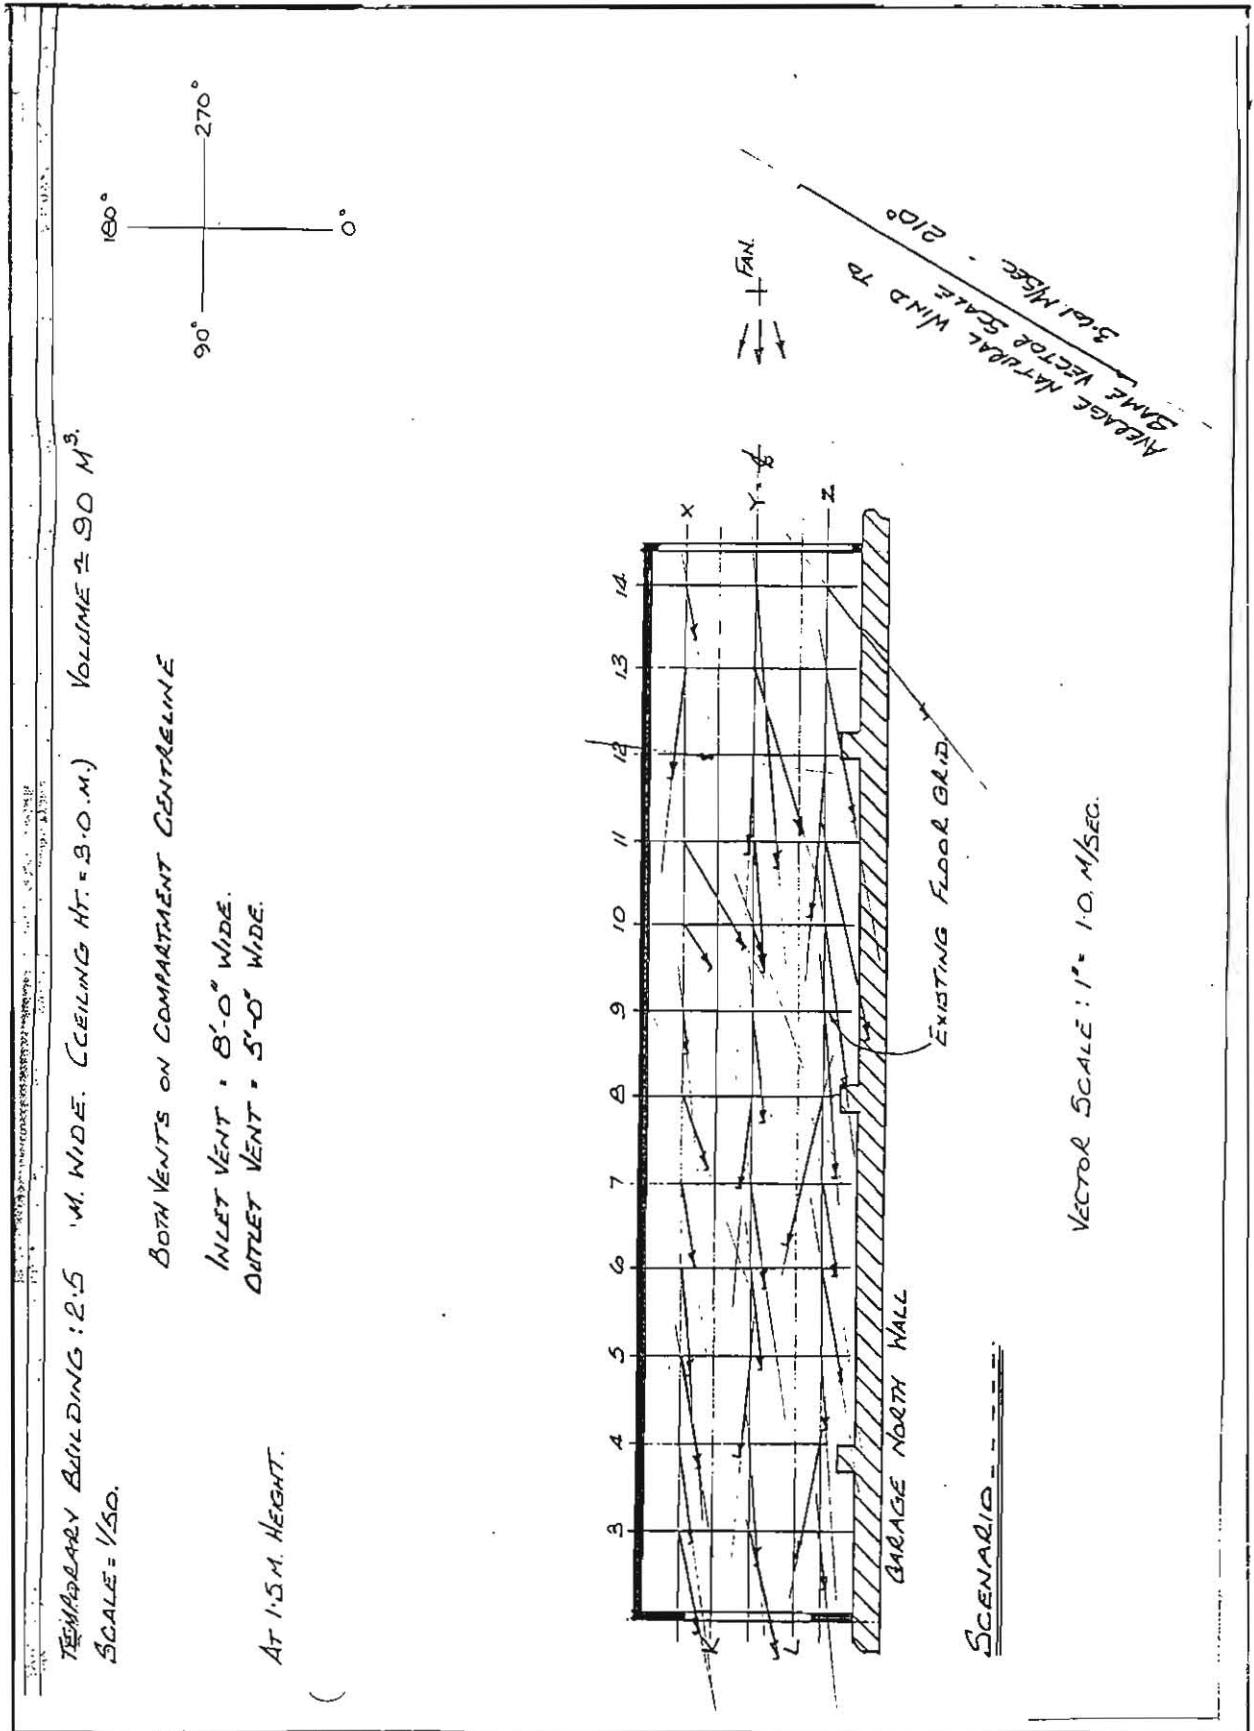 TEMPORARY BUILDING : 2.5 M. WIDE. (CEILING HT. = 3.0.M.) VOLUME ≃ 90 M³.
SCALE = 1/50.
BOTH VENTS ON COMPARTMENT CENTRELINE
INLET VENT : 8'-0" WIDE.
OUTLET VENT = 5'-0" WIDE.
AT 1.5M. HEIGHT.
180°
90° 270°
0°
3 4 5 6 7 8 9 10 11 12 13 14
X
Y
Z
K
L
FAN.
AVERAGE NATURAL WIND TO
SAME VECTOR SCALE
M/SEC - 210°
GARAGE NORTH WALL
EXISTING FLOOR GRID
SCENARIO
VECTOR SCALE : 1" = 1.0. M/SEC.